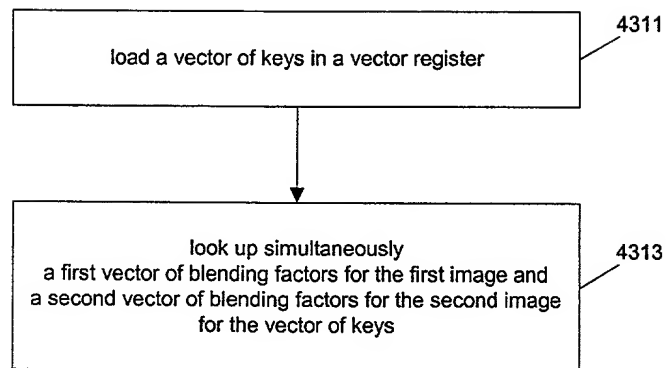 4311
load a vector of keys in a vector register
4313
look up simultaneously
a first vector of blending factors for the first image and
a second vector of blending factors for the second image
for the vector of keys